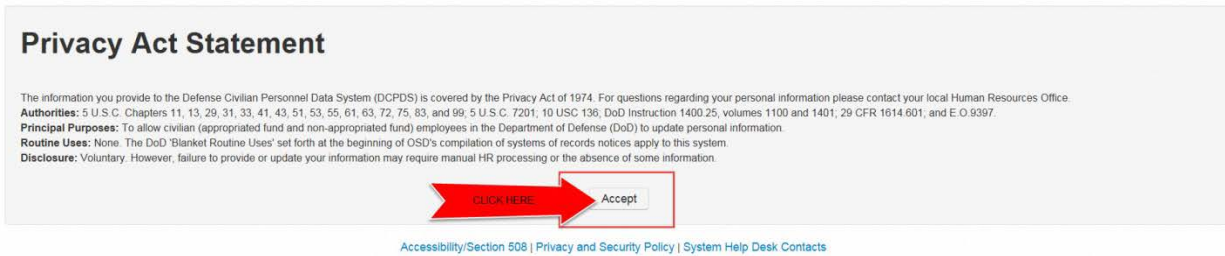 Privacy Act Statement
The information you provide to the Defense Civilian Personnel Data System (DCPDS) is covered by the Privacy Act of 1974. For questions regarding your personal information please contact your local Human Resources Office.
Authorities: 5 U.S.C. Chapters 11, 13, 29, 31, 33, 41, 43, 51, 53, 55, 61, 63, 72, 75, 83, and 99; 5 U.S.C. 7201; 10 USC 136; DoD Instruction 1400.25, volumes 1100 and 1401; 29 CFR 1614.601; and E.O.9397.
Principal Purposes: To allow civilian (appropriated fund and non-appropriated fund) employees in the Department of Defense (DoD) to update personal information.
Routine Uses: None. The DoD 'Blanket Routine Uses' set forth at the beginning of OSD's compilation of systems of records notices apply to this system.
Disclosure: Voluntary. However, failure to provide or update your information may require manual HR processing or the absence of some information.
CLICK HERE Accept
Accessibility/Section 508 | Privacy and Security Policy | System Help Desk Contacts